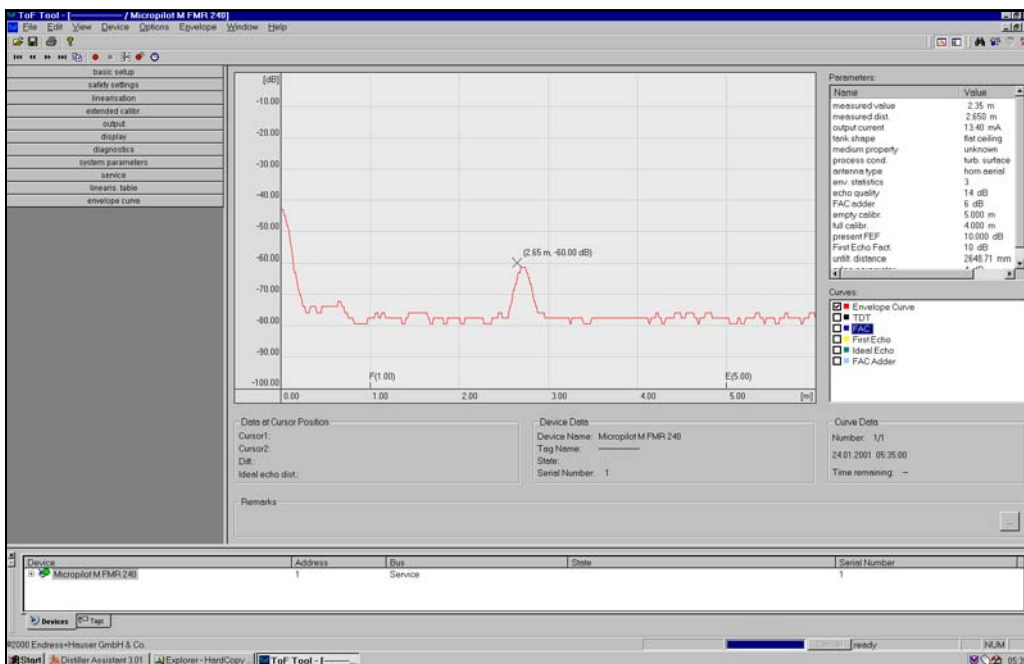 ToF Tool - [———— / Micropilot M FMR 240]
File Edit View Device Options Envelope Window Help
basic setup
safety settings
linearisation
extended calibr.
output
display
diagnostics
system parameters
service
linearis. table
envelope curve
[dB]
-10.00
-20.00
-30.00
-40.00
-50.00
-60.00
-70.00
-80.00
-90.00
-100.00
(2.65 m, -60.00 dB)
F(1.00)
E(5.00)
0.00 1.00 2.00 3.00 4.00 5.00 [m]
Parameters:
Name Value
measured value 2.35 m
measured dist. 2.650 m
output current 13.40 mA
tank shape flat ceiling
medium property unknown
process cond. turb. surface
antenna type horn aerial
env. statistics 3
echo quality 14 dB
FAC adder 6 dB
empty calibr. 5.000 m
full calibr. 4.000 m
present FEF 10.000 dB
First Echo Fact. 10 dB
unfilt. distance 2648.71 mm
Curves:
Envelope Curve
TDT
FAC
First Echo
Ideal Echo
FAC Adder
Data at Cursor Position
Cursor1:
Cursor2:
Diff.:
Ideal echo dist.:
Device Data
Device Name: Micropilot M FMR 240
Tag Name: ————
State:
Serial Number: 1
Curve Data
Number: 1/1
24.01.2001 05:35:00
Time remaining: --
Remarks
...
Device Address Bus State Serial Number
Micropilot M FMR 240 1 Service 1
Devices Tags
©2000 Endress+Hauser GmbH & Co.
Cancel ready NUM
Start Distiller Assistant 3.01 Explorer - HardCopy... ToF Tool - [———...